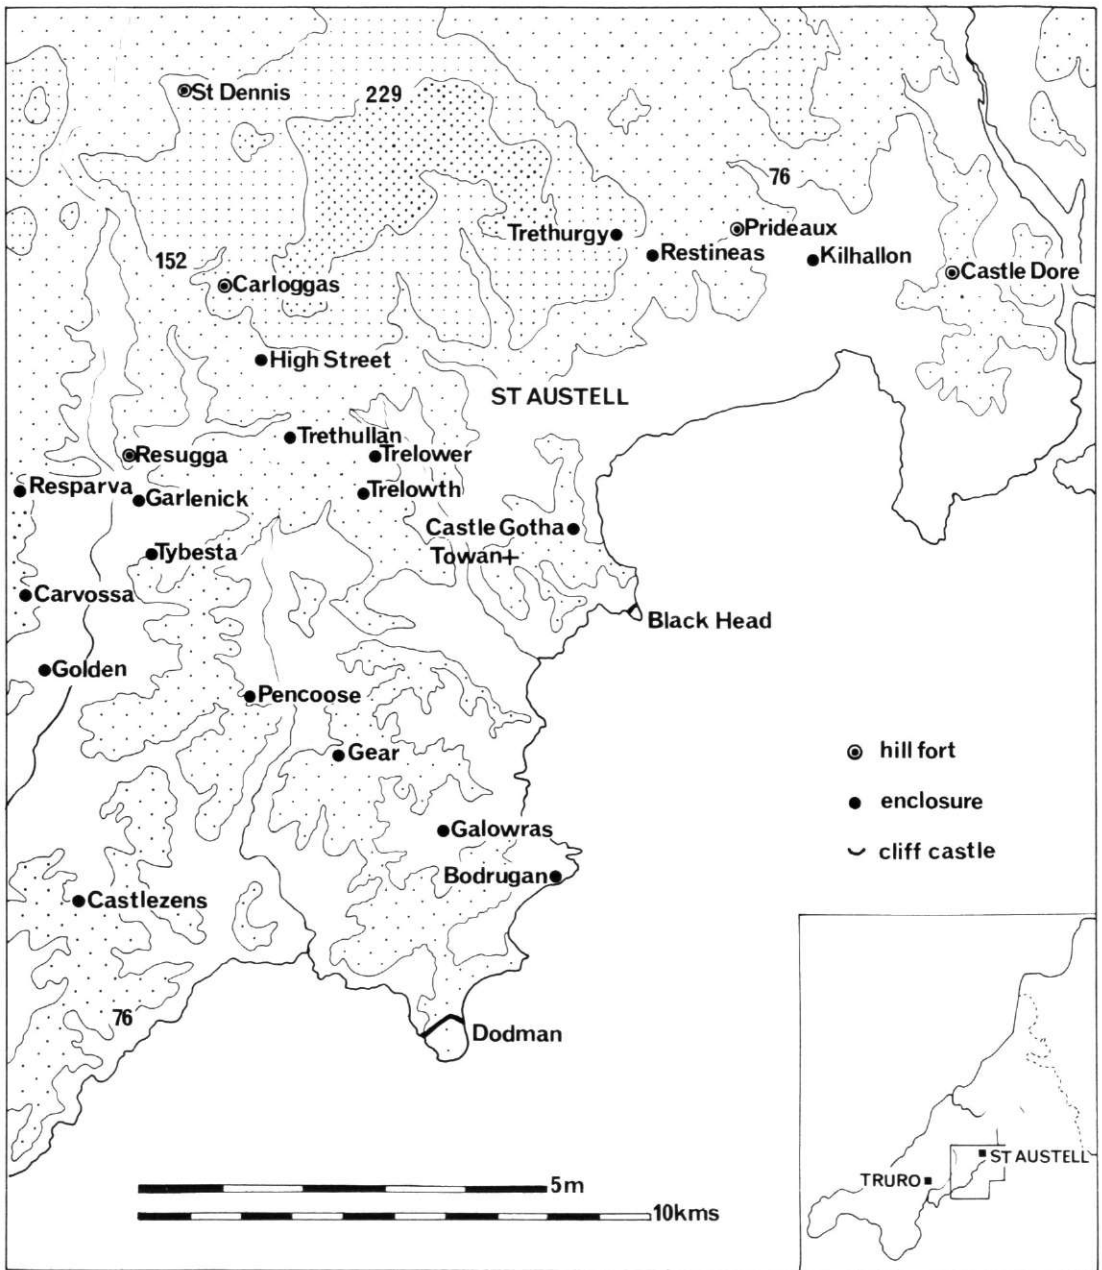 St Dennis
229
76
Trethurgy
Prideaux
Restineas
Kilhallon
152
Castle Dore
Carloggas
High Street
ST AUSTELL
Trethullan
Resugga
Trelower
Resparva
Garlenick
Trelowth
Castle Gotha
Tybesta
Towan
Carvossa
Black Head
Golden
Pencoose
Gear
hill fort
enclosure
Galowras
cliff castle
Bodrugan
Castlezens
76
Dodman
ST AUSTELL
TRURO
5m
10kms